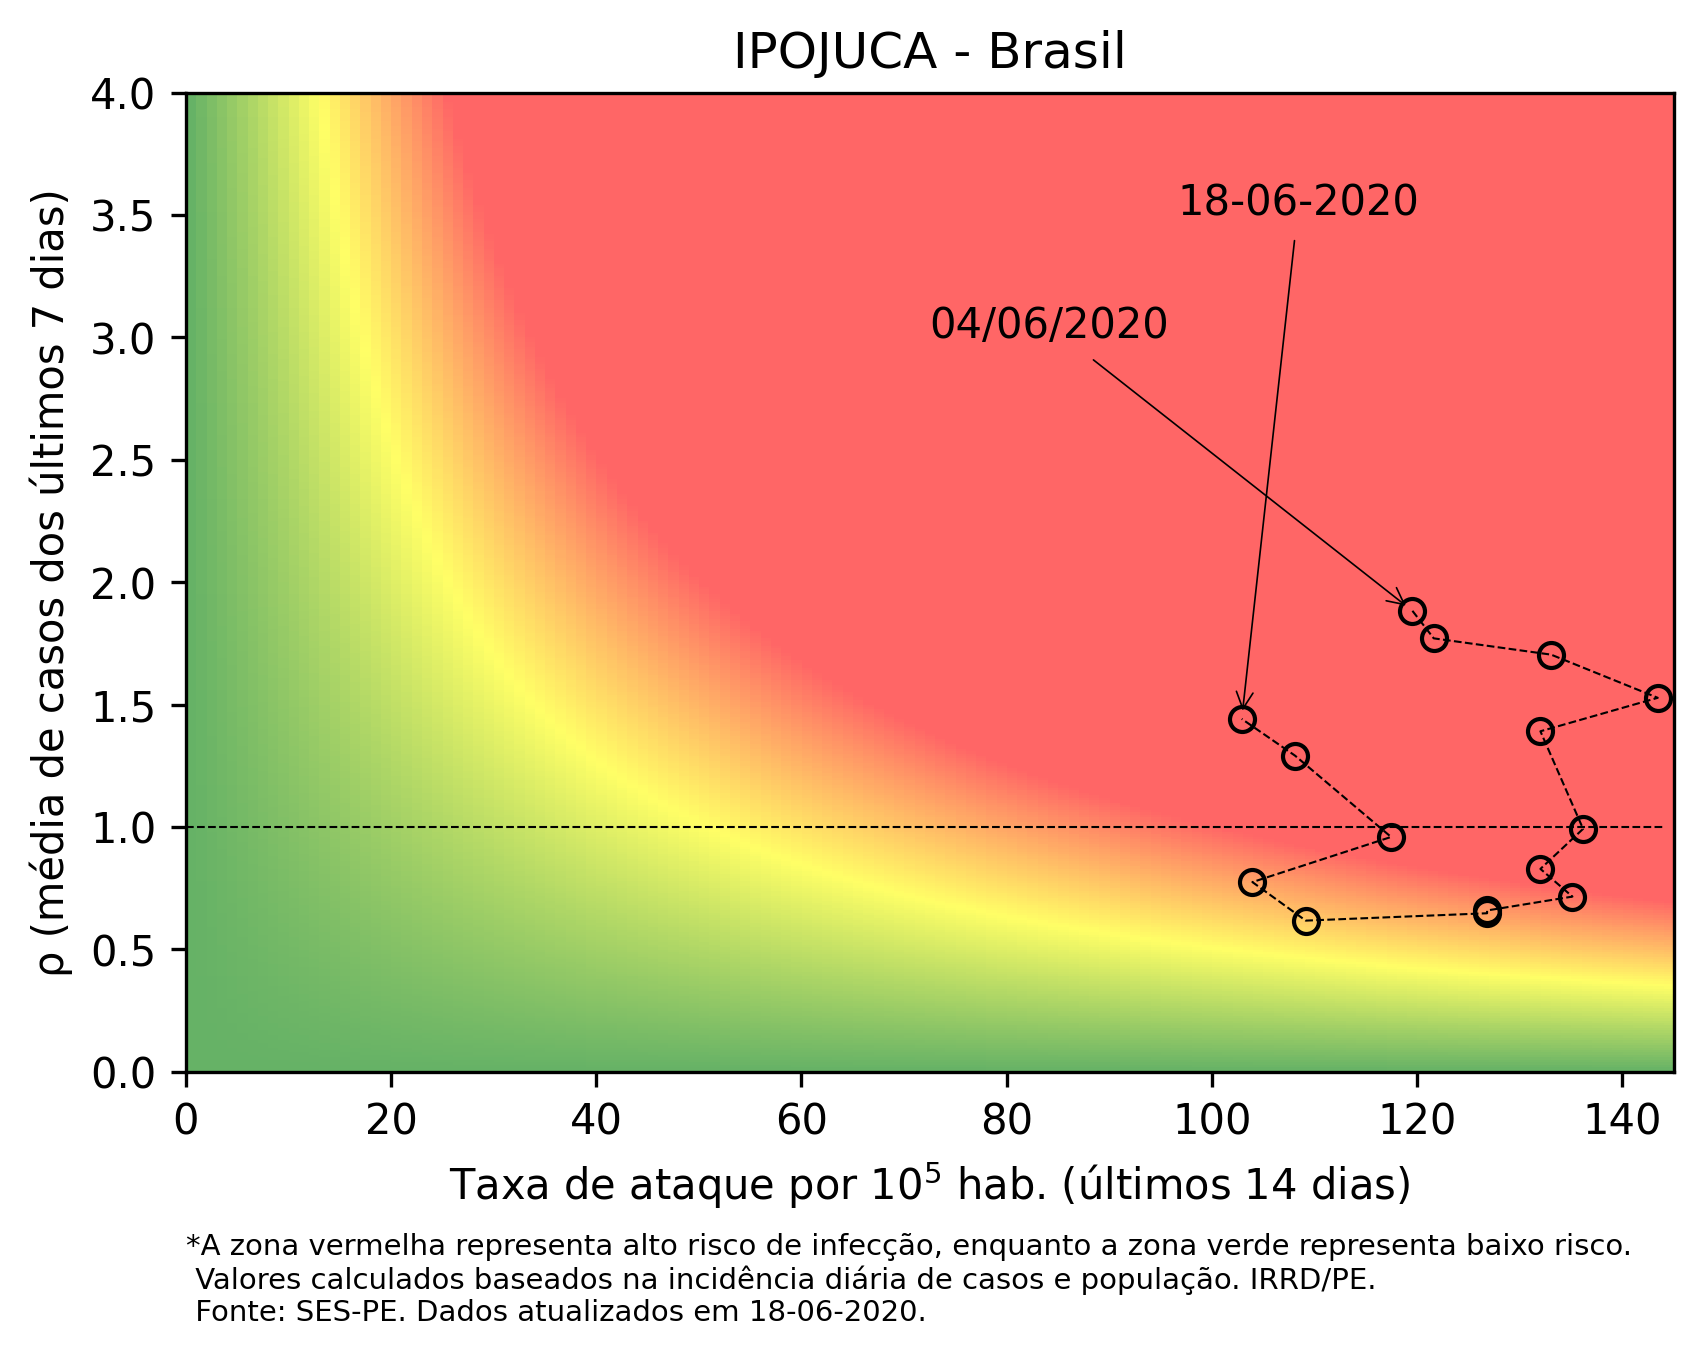 IPOJUCA - Brasil
4.0
3.5
3.0
2.5
2.0
1.5
1.0
0.5
0.0
ρ (média de casos dos últimos 7 dias)
18-06-2020
04/06/2020
0 20 40 60 80 100 120 140
Taxa de ataque por 10⁵ hab. (últimos 14 dias)
*A zona vermelha representa alto risco de infecção, enquanto a zona verde representa baixo risco.
Valores calculados baseados na incidência diária de casos e população. IRRD/PE.
Fonte: SES-PE. Dados atualizados em 18-06-2020.